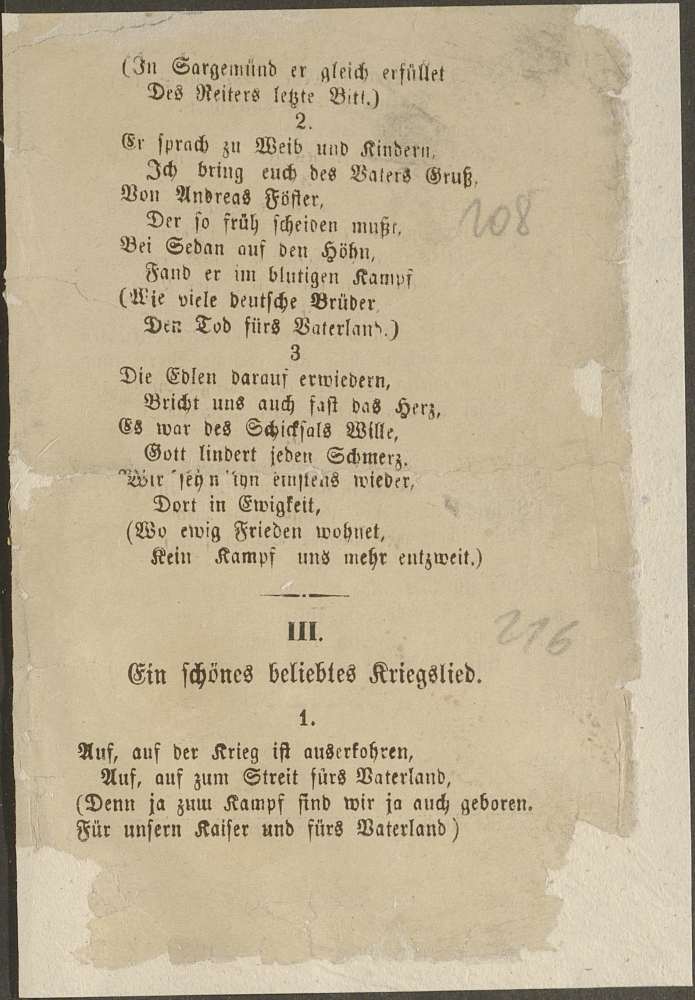 (In Sargemünd er gleich erfüllet
Des Reiters letzte Bitt.)
2.
Er sprach zu Weib und Kindern,
Ich bring euch des Vaters Gruß,
Von Andreas Föster,
Der so früh scheiden mußt,
208
Bei Sedan auf den Höhn,
Fand er im blutigen Kampf
(Wie viele deutsche Brüder,
Den Tod fürs Vaterland.)
3
Die Edlen darauf erwiedern,
Bricht uns auch fast das Herz,
Es war des Schicksals Wille,
Gott lindert jeden Schmerz.
Wir seh'n ihn einstens wieder,
Dort in Ewigkeit,
(Wo ewig Frieden wohnet,
Kein Kampf uns mehr entzweit.)
III.
216
Ein schönes beliebtes Kriegslied.
1.
Auf, auf der Krieg ist auserkohren,
Auf, auf zum Streit fürs Vaterland,
(Denn ja zum Kampf sind wir ja auch geboren.
Für unsern Kaiser und fürs Vaterland)